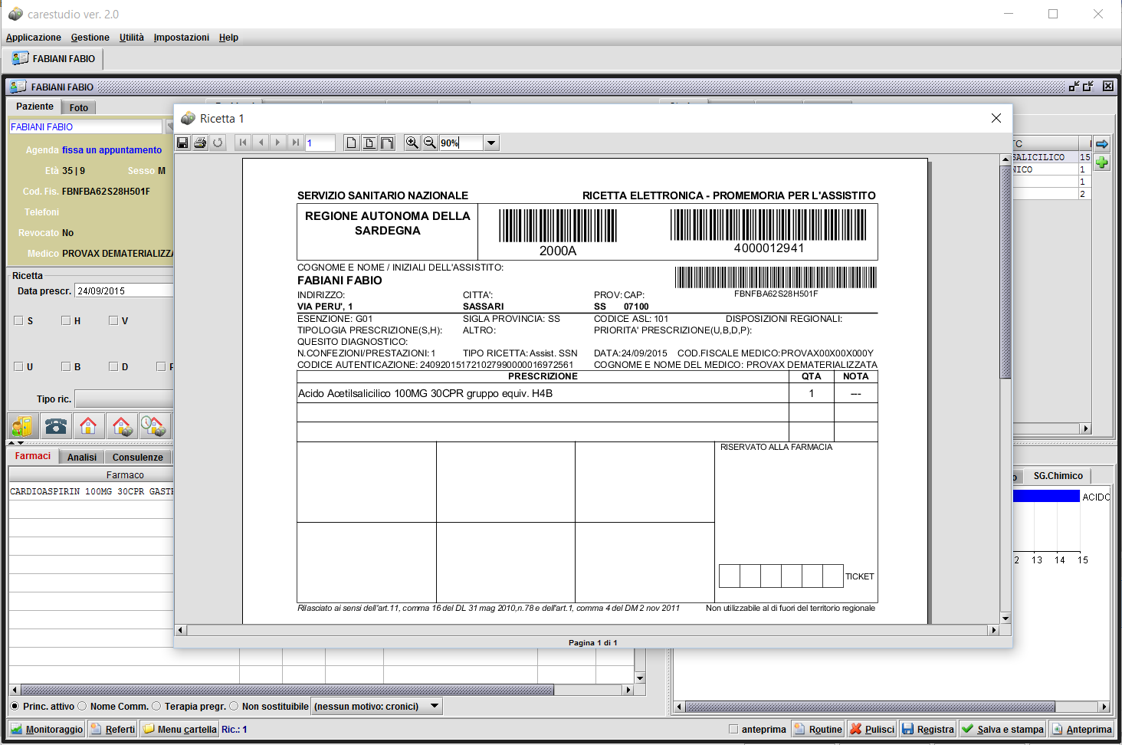 carestudio ver. 2.0
Applicazione Gestione Utilità Impostazioni Help
FABIANI FABIO
FABIANI FABIO
Paziente Foto
FABIANI FABIO
Agenda fissa un appuntamento
Età 35 | 9 Sesso M
Cod. Fis. FBNFBA62S28H501F
Telefoni
Revocato No
Medico PROVAX DEMATERIALIZZA
Ricetta
Data prescr. 24/09/2015
S H V
U B D
Tipo ric.
Farmaci Analisi Consulenze
Farmaco
CARDIOASPIRIN 100MG 30CPR GASTR
Ricetta 1
1 90%
SERVIZIO SANITARIO NAZIONALE RICETTA ELETTRONICA - PROMEMORIA PER L'ASSISTITO
REGIONE AUTONOMA DELLA
SARDEGNA
2000A 4000012941
COGNOME E NOME / INIZIALI DELL'ASSISTITO:
FABIANI FABIO
FBNFBA62S28H501F
INDIRIZZO: CITTA': PROV: CAP:
VIA PERU', 1 SASSARI SS 07100
ESENZIONE: G01 SIGLA PROVINCIA: SS CODICE ASL: 101 DISPOSIZIONI REGIONALI:
TIPOLOGIA PRESCRIZIONE(S,H): ALTRO: PRIORITA' PRESCRIZIONE(U,B,D,P):
QUESITO DIAGNOSTICO:
N.CONFEZIONI/PRESTAZIONI: 1 TIPO RICETTA: Assist. SSN DATA:24/09/2015 COD.FISCALE MEDICO:PROVAX00X00X000Y
CODICE AUTENTICAZIONE: 240920151721027990000016972561 COGNOME E NOME DEL MEDICO: PROVAX DEMATERIALIZZATA
PRESCRIZIONE QTA NOTA
Acido Acetilsalicilico 100MG 30CPR gruppo equiv. H4B 1 ---
RISERVATO ALLA FARMACIA
TICKET
Rilasciato ai sensi dell'art.11, comma 16 del DL 31 mag 2010,n.78 e dell'art.1, comma 4 del DM 2 nov 2011 Non utilizzabile al di fuori del territorio regionale
Pagina 1 di 1
TC
SALICILICO 15
NICO 1
1
2
SG.Chimico
ACIDO
2 13 14 15
Princ. attivo Nome Comm. Terapia pregr. Non sostituibile (nessun motivo: cronici)
Monitoraggio Referti Menu cartella Ric.: 1 anteprima Routine Pulisci Registra Salva e stampa Anteprima